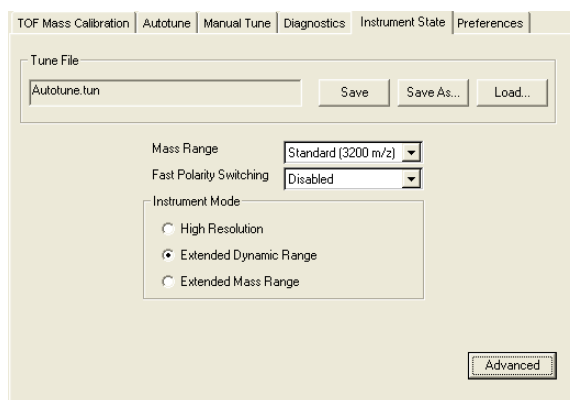 TOF Mass Calibration Autotune Manual Tune Diagnostics Instrument State Preferences
Tune File
Autotune.tun Save Save As... Load...
Mass Range Standard (3200 m/z)
Fast Polarity Switching Disabled
Instrument Mode
High Resolution
Extended Dynamic Range
Extended Mass Range
Advanced